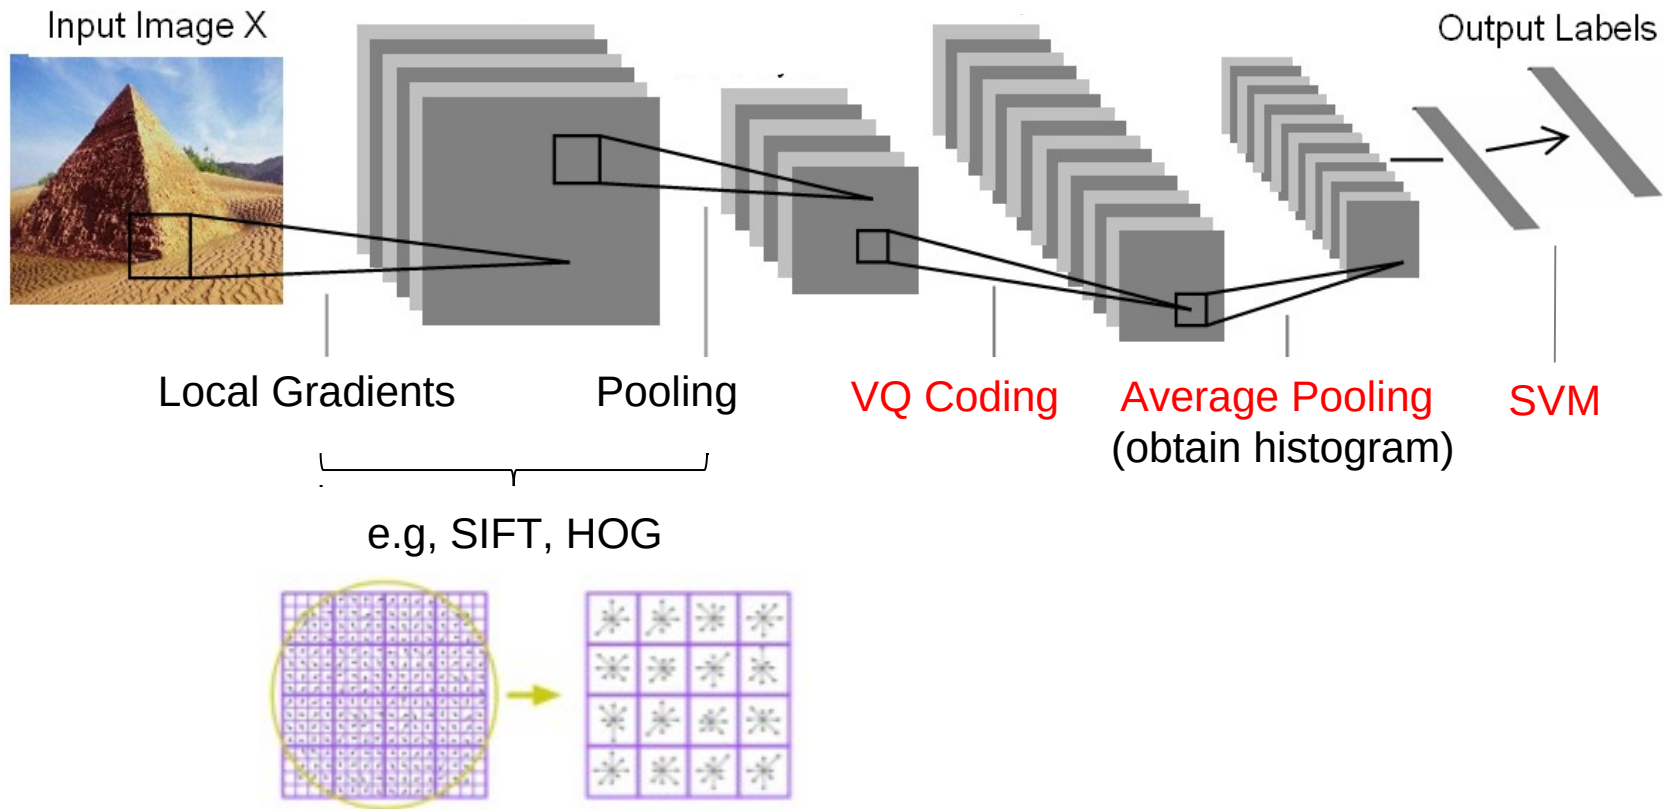 Input Image X
Output Labels
Local Gradients
Pooling
VQ Coding
Average Pooling
(obtain histogram)
SVM
e.g, SIFT, HOG